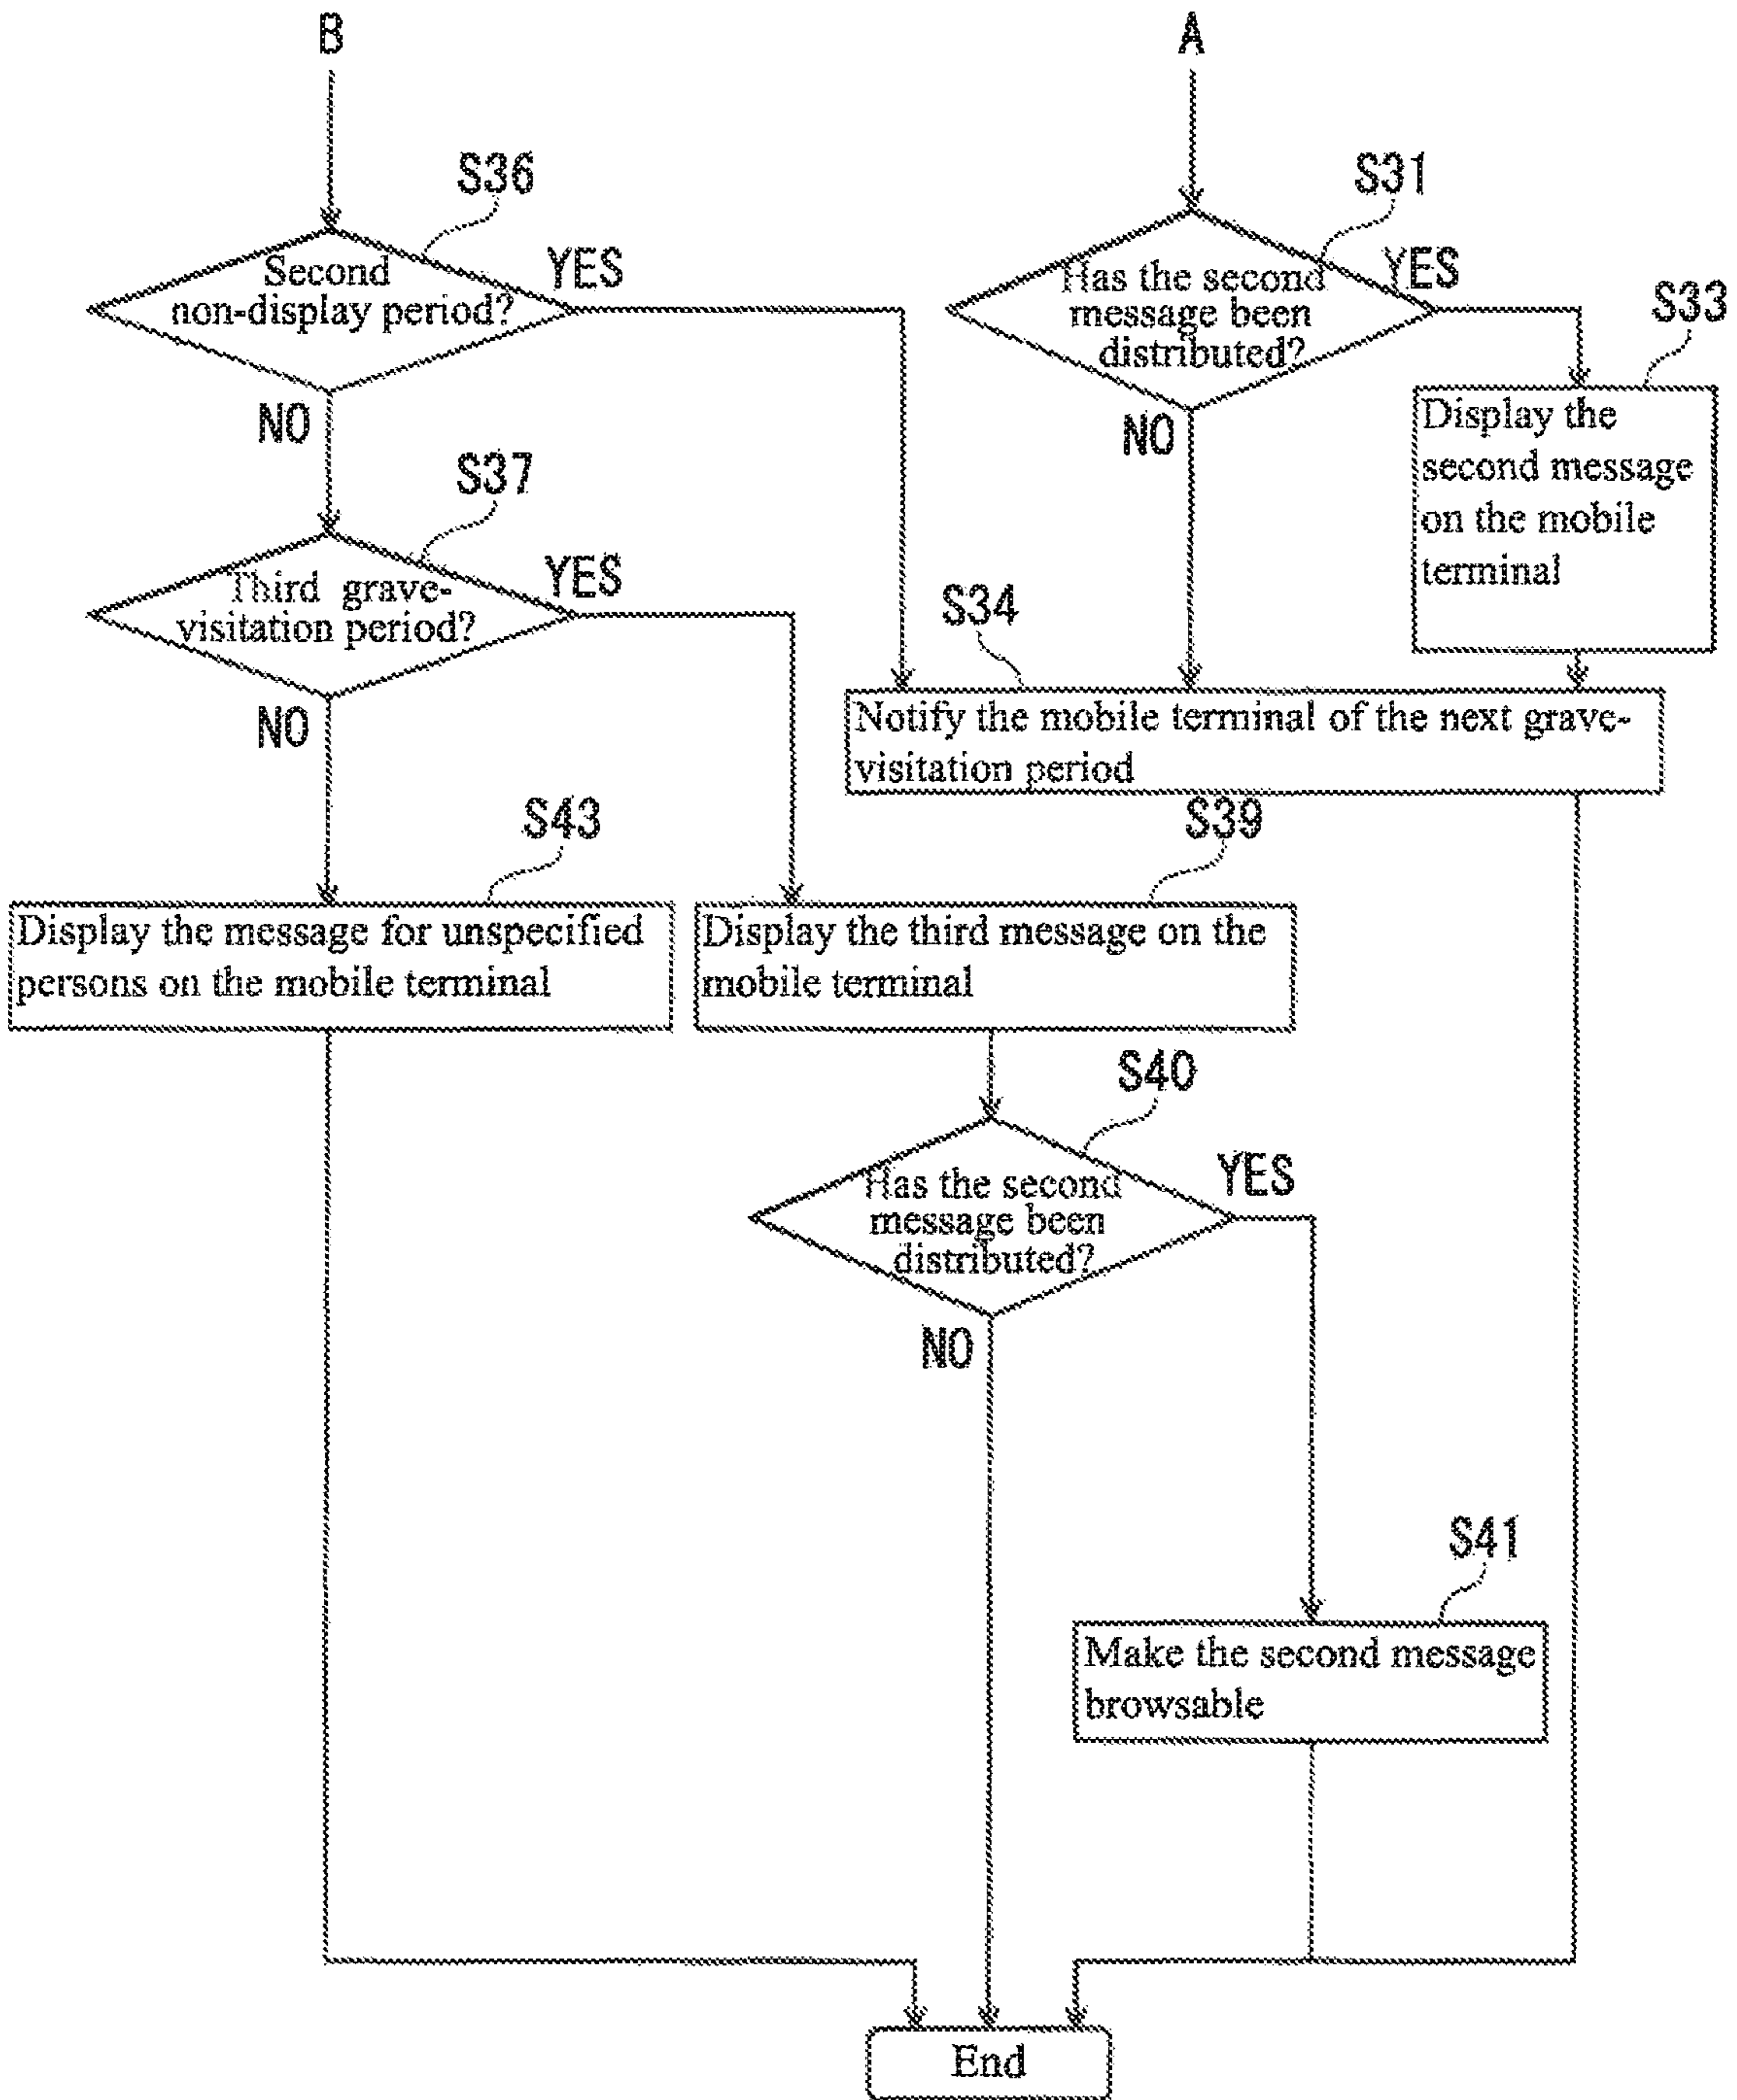 B
A
S36
S31
Second
non-display period?
YES
Has the second
message been
distributed?
YES
S33
NO
NO
Display the
second message
on the mobile
terminal
S37
Third grave-
visitation period?
YES
S34
NO
Notify the mobile terminal of the next grave-
visitation period
S43
S39
Display the message for unspecified
persons on the mobile terminal
Display the third message on the
mobile terminal
S40
Has the second
message been
distributed?
YES
NO
S41
Make the second message
browsable
End